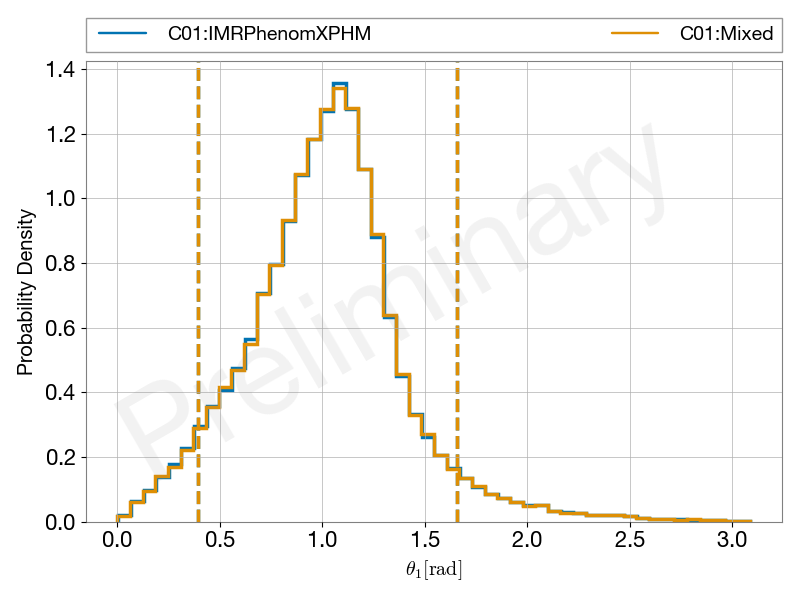 C01:IMRPhenomXPHM C01:Mixed
1.4
1.2
1.0
0.8
0.6
0.4
0.2
0.0
Probability Density
Preliminary
0.0 0.5 1.0 1.5 2.0 2.5 3.0
θ₁[rad]